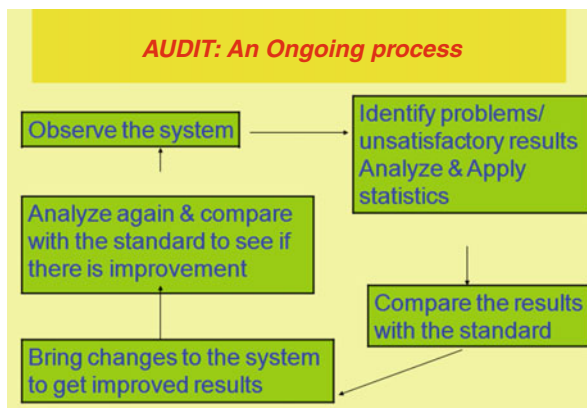 AUDIT: An Ongoing process
Observe the system
Identify problems/
unsatisfactory results
Analyze & Apply
statistics
Compare the results
with the standard
Bring changes to the system
to get improved results
Analyze again & compare
with the standard to see if
there is improvement